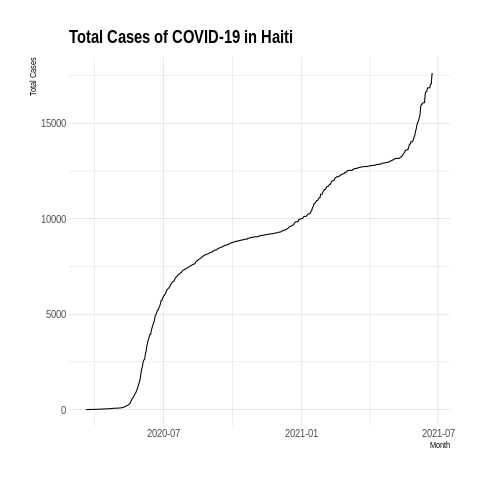 Total Cases of COVID-19 in Haiti
Total Cases
15000
10000
5000
0
2020-07
2021-01
2021-07
Month